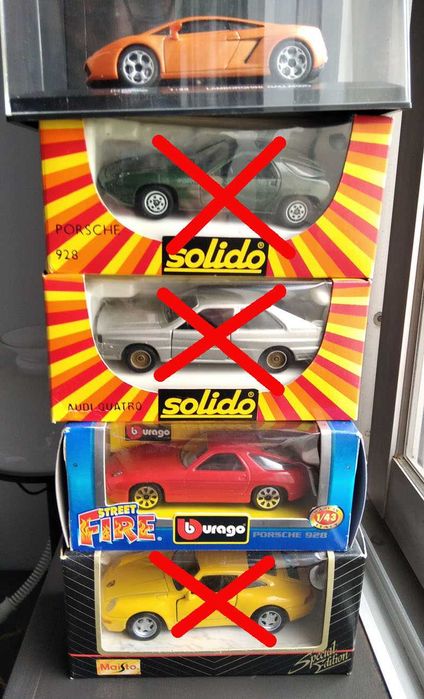 PORSCHE
928
solido
AUDI QUATRO
solido
Burago
STREET
FIRE
Burago
PORSCHE 928
1/43
Maisto
Special
Edition